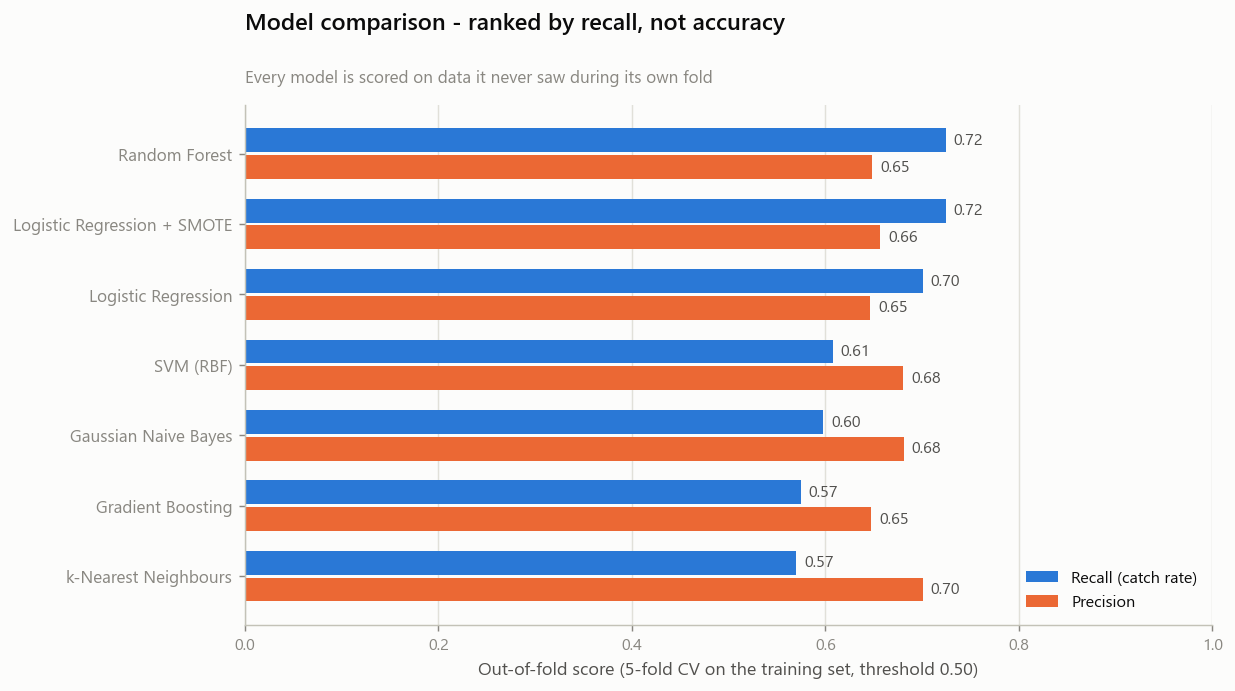 Model comparison - ranked by recall, not accuracy
Every model is scored on data it never saw during its own fold
Random Forest
0.72
0.65
Logistic Regression + SMOTE
0.72
0.66
Logistic Regression
0.70
0.65
SVM (RBF)
0.61
0.68
Gaussian Naive Bayes
0.60
0.68
Gradient Boosting
0.57
0.65
k-Nearest Neighbours
0.57
0.70
Recall (catch rate)
Precision
0.0 0.2 0.4 0.6 0.8 1.0
Out-of-fold score (5-fold CV on the training set, threshold 0.50)